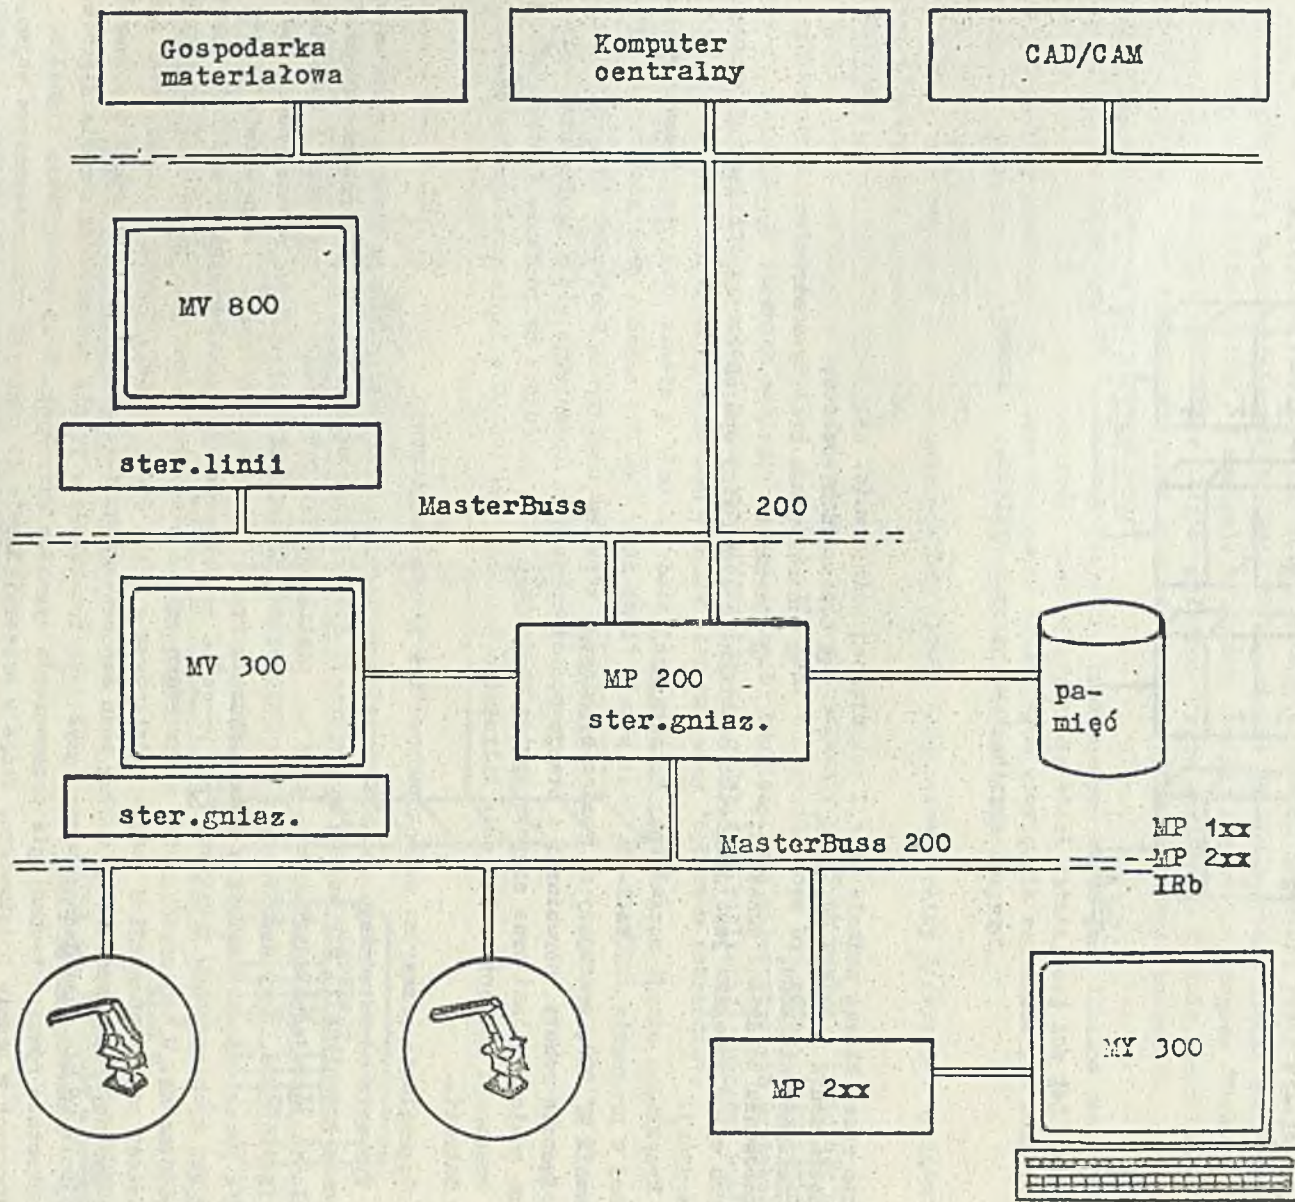 Gospodarka
materiałowa
Komputer
centralny
CAD/CAM
MV 800
ster.linii
MasterBuss 200
MV 300
MP 200
ster.gniaz.
pa-
mięć
ster.gniaz.
MasterBuss 200
MP 1xx
MP 2xx
IRb
MP 2xx
MY 300